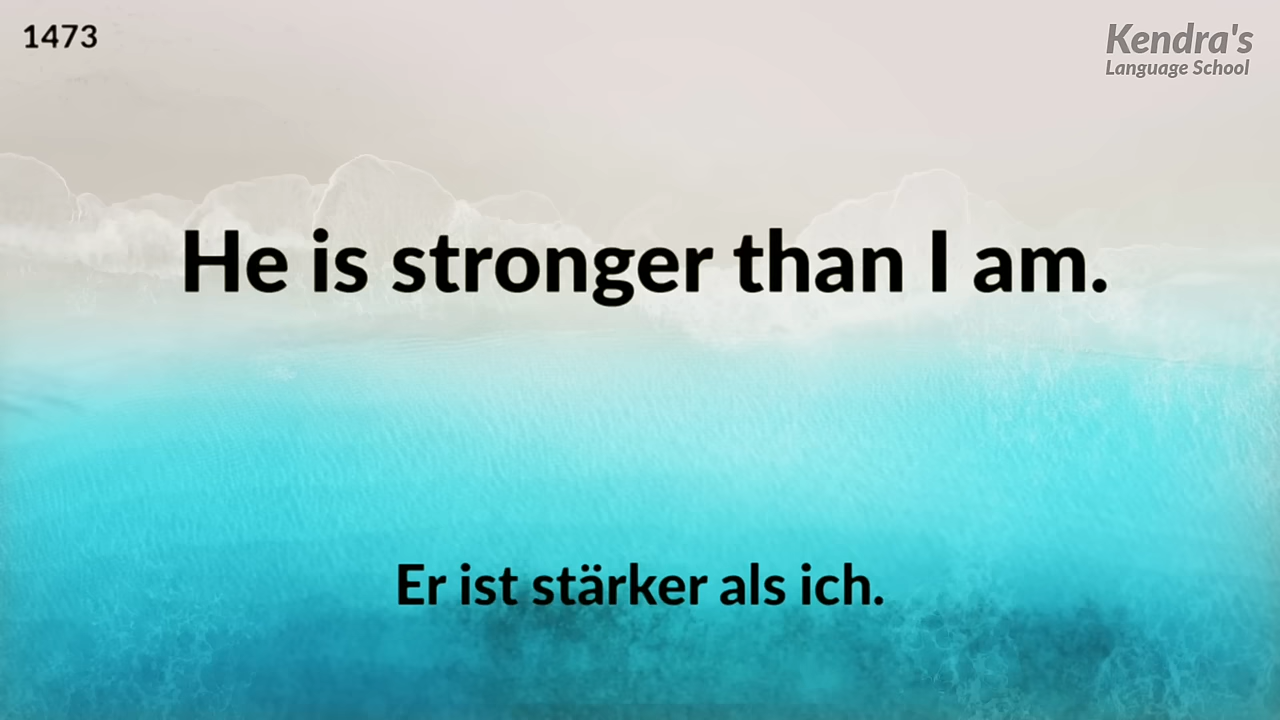 1473
Kendra's
Language School
He is stronger than I am.
Er ist stärker als ich.